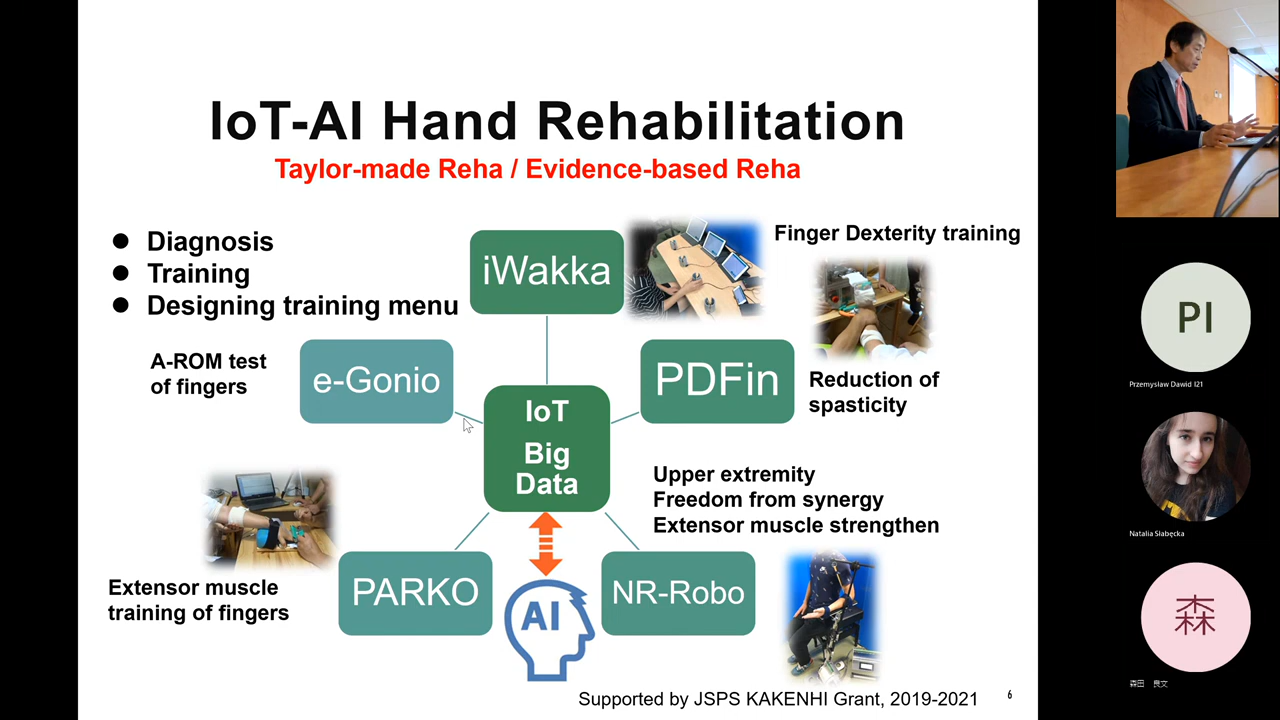 IoT-AI Hand Rehabilitation
Taylor-made Reha / Evidence-based Reha
● Diagnosis
● Training
● Designing training menu
iWakka
Finger Dexterity training
A-ROM test
of fingers
e-Gonio
PDFin
Reduction of
spasticity
IoT
Big
Data
Upper extremity
Freedom from synergy
Extensor muscle strengthen
Extensor muscle
training of fingers
PARKO
AI
NR-Robo
Supported by JSPS KAKENHI Grant, 2019-2021
6
PI
Przemysław Dawid I21
Natalia Słabęcka
森
森田 良文